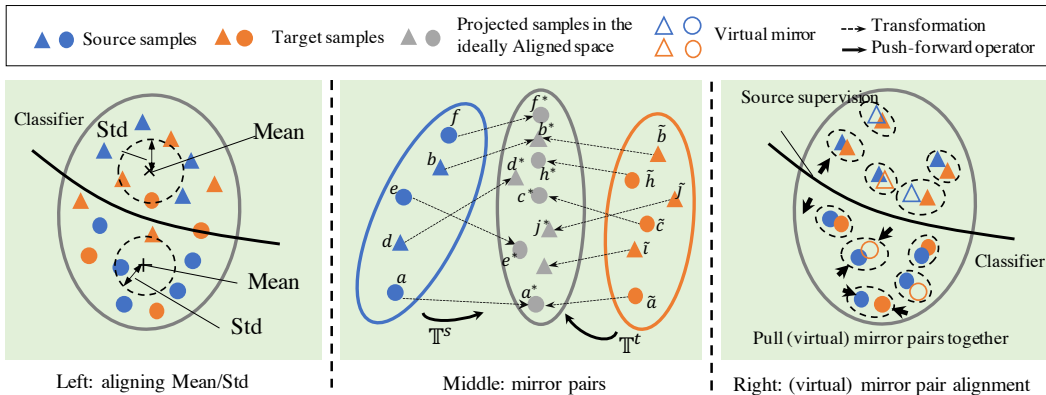 Source samples
Target samples
Projected samples in the
ideally Aligned space
Virtual mirror
Transformation
Push-forward operator
Classifier
Std
Mean
Mean
Std
Left: aligning Mean/Std
f
b
e
d
a
𝕋ˢ
f*
b*
h*
d*
c*
j*
e*
a*
b̃
h̃
j̃
c̃
ĩ
ã
𝕋ᵗ
Middle: mirror pairs
Source supervision
Classifier
Pull (virtual) mirror pairs together
Right: (virtual) mirror pair alignment